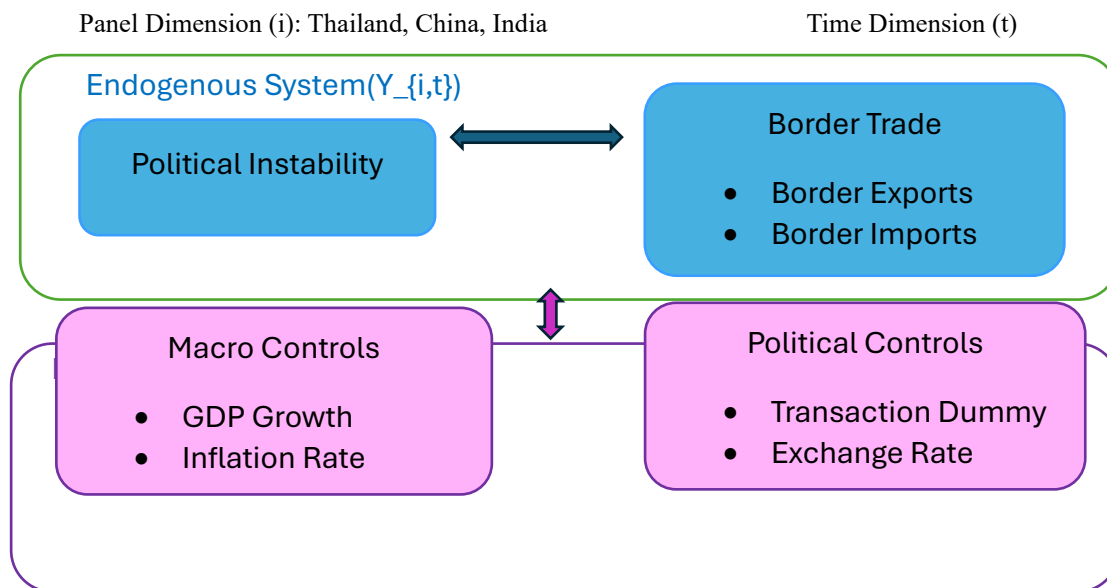 Panel Dimension (i): Thailand, China, India
Time Dimension (t)
Endogenous System(Y_{i,t})
Political Instability
Border Trade
• Border Exports
• Border Imports
Macro Controls
• GDP Growth
• Inflation Rate
Political Controls
• Transaction Dummy
• Exchange Rate